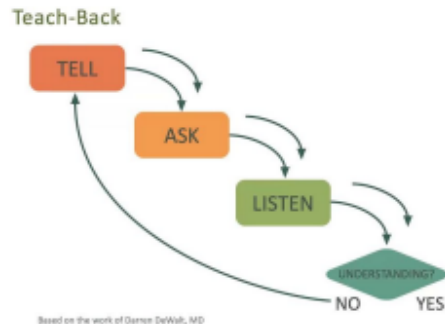 Teach-Back
TELL
ASK
LISTEN
UNDERSTANDING?
NO YES
Based on the work of Darren DeWalt, MD